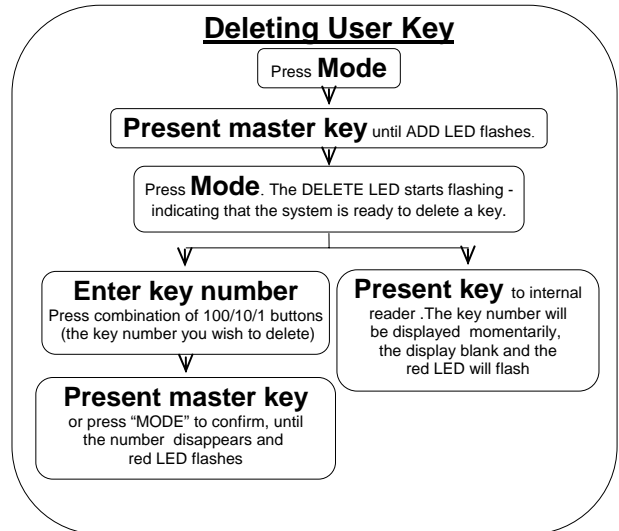 Deleting User Key
Press Mode
Present master key until ADD LED flashes.
Press Mode. The DELETE LED starts flashing -
indicating that the system is ready to delete a key.
Enter key number
Press combination of 100/10/1 buttons
(the key number you wish to delete)
Present master key
or press “MODE” to confirm, until
the number disappears and
red LED flashes
Present key to internal
reader .The key number will
be displayed momentarily,
the display blank and the
red LED will flash